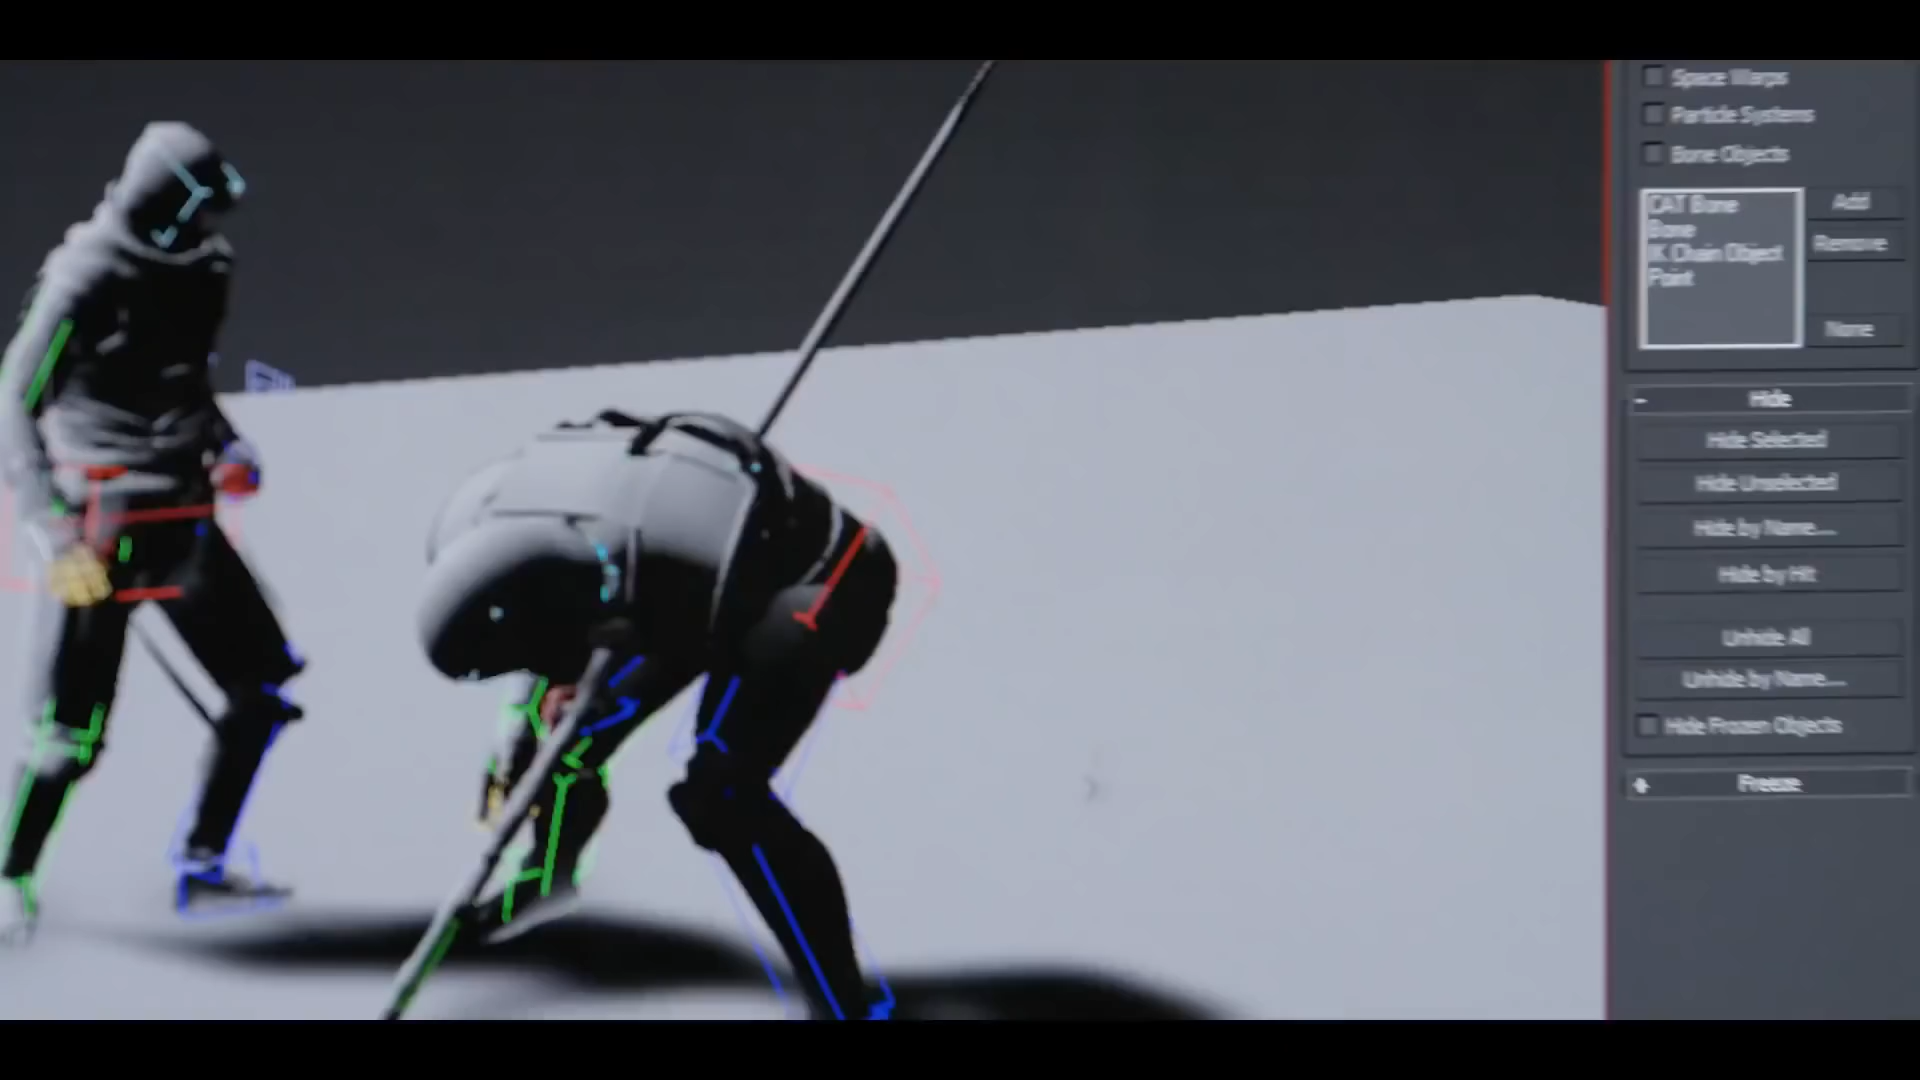 Space Warps
Particle Systems
Bone Objects
CAT Bone
Bone
IK Chain Object
Point
Add
Remove
None
Hide
Hide Selected
Hide Unselected
Hide by Name...
Hide by Hit
Unhide All
Unhide by Name...
Hide Frozen Objects
Freeze